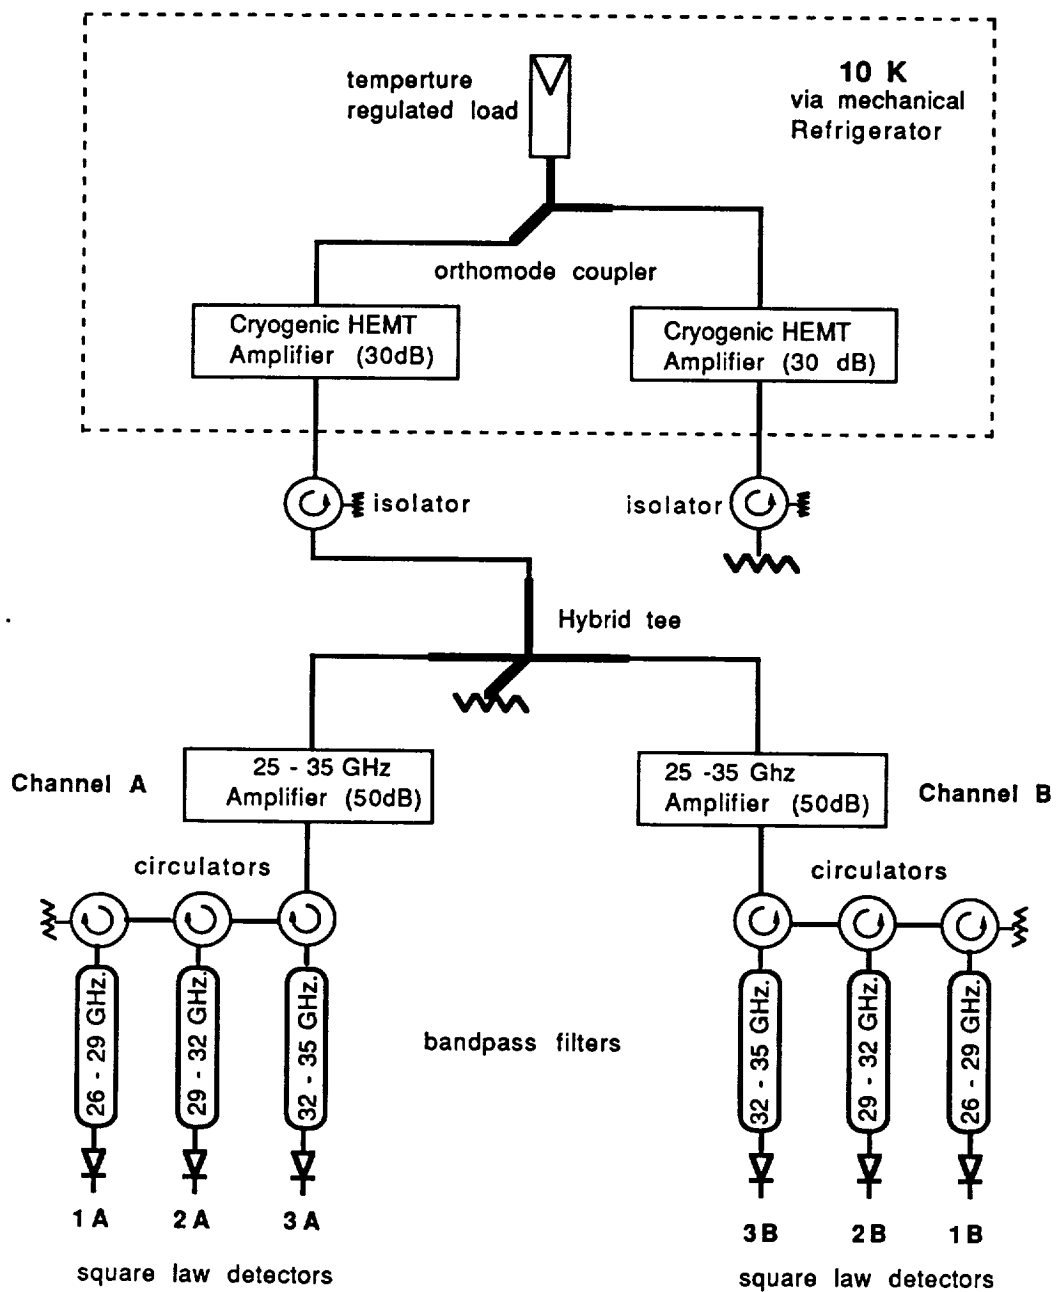 temperture
regulated load
10 K
via mechanical
Refrigerator
orthomode coupler
Cryogenic HEMT
Amplifier (30dB)
Cryogenic HEMT
Amplifier (30 dB)
isolator
isolator
Hybrid tee
Channel A
25 - 35 GHz
Amplifier (50dB)
25 -35 Ghz
Amplifier (50dB)
Channel B
circulators
circulators
26 - 29 GHz.
29 - 32 GHz.
32 - 35 GHz.
bandpass filters
32 - 35 GHz.
29 - 32 GHz.
26 - 29 GHz.
1 A
2 A
3 A
3 B
2 B
1 B
square law detectors
square law detectors